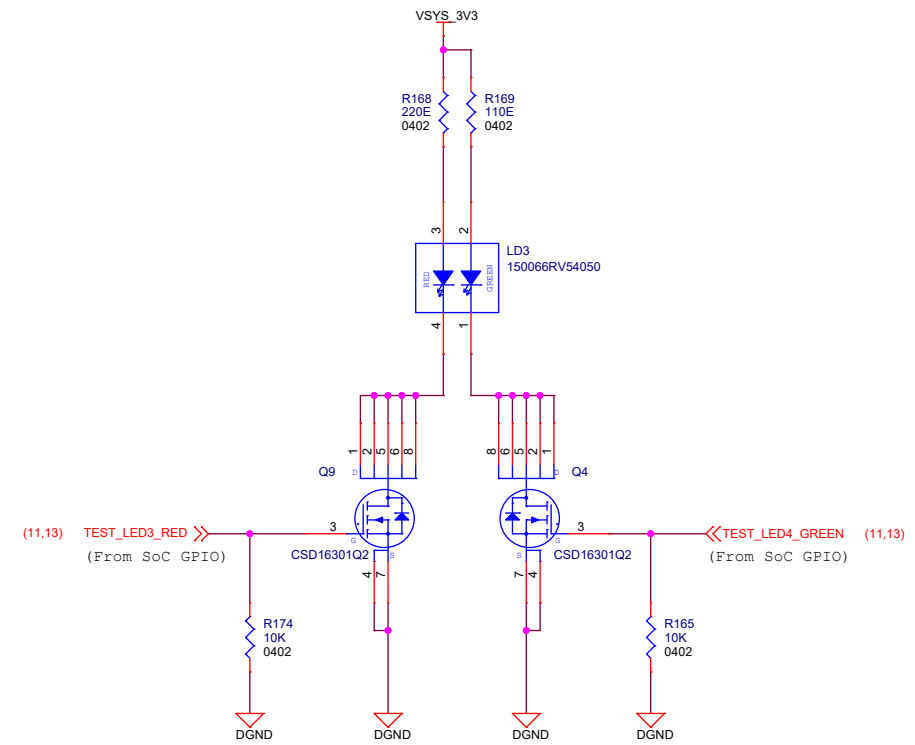 VSYS_3V3
R168
220E
0402
R169
110E
0402
3
2
LD3
150066RV54050
RED
GREEN
4
1
1
2
5
6
8
8
6
5
2
1
Q9
D
D
Q4
(11,13)
TEST_LED3_RED
3
G
G
3
TEST_LED4_GREEN
(11,13)
(From SoC GPIO)
CSD16301Q2
S
S
CSD16301Q2
(From SoC GPIO)
4
7
7
4
R174
10K
0402
R165
10K
0402
DGND
DGND
DGND
DGND